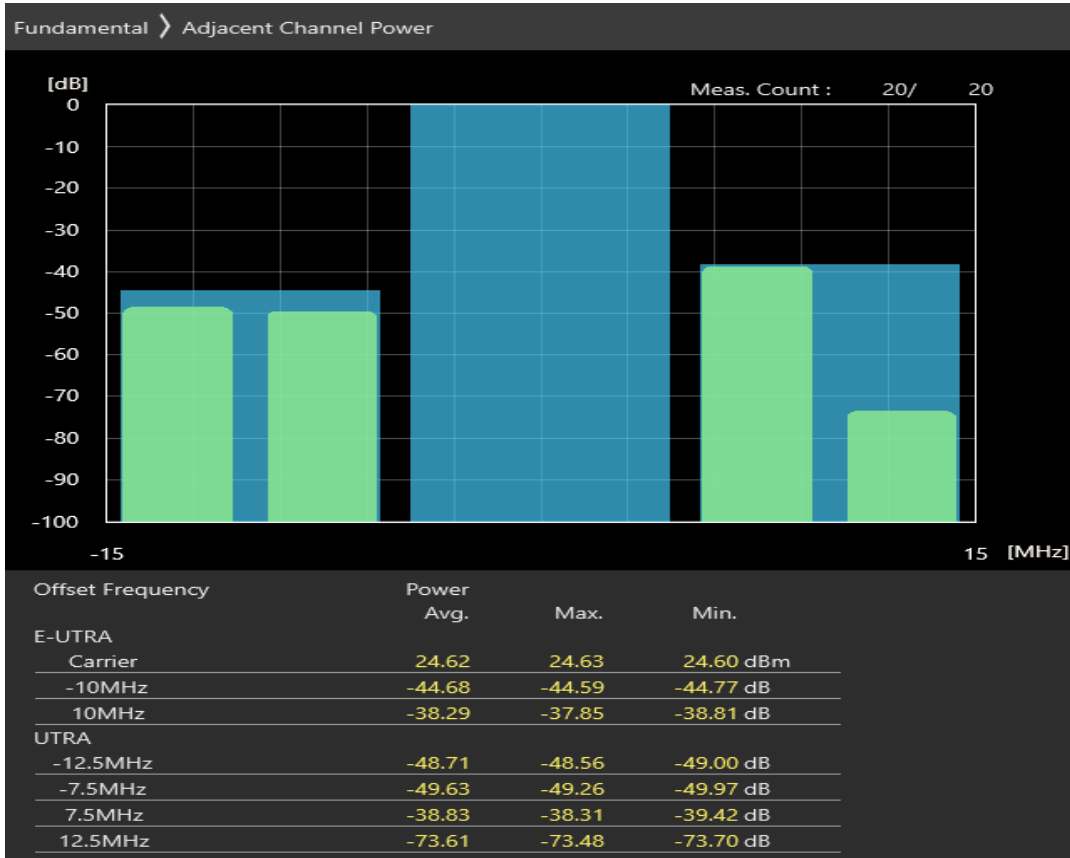 Fundamental 〉 Adjacent Channel Power
[dB]
Meas. Count : 20/ 20
0
-10
-20
-30
-40
-50
-60
-70
-80
-90
-100
-15 15 [MHz]
Offset Frequency Power
Avg. Max. Min.
E-UTRA
Carrier 24.62 24.63 24.60 dBm
-10MHz -44.68 -44.59 -44.77 dB
10MHz -38.29 -37.85 -38.81 dB
UTRA
-12.5MHz -48.71 -48.56 -49.00 dB
-7.5MHz -49.63 -49.26 -49.97 dB
7.5MHz -38.83 -38.31 -39.42 dB
12.5MHz -73.61 -73.48 -73.70 dB